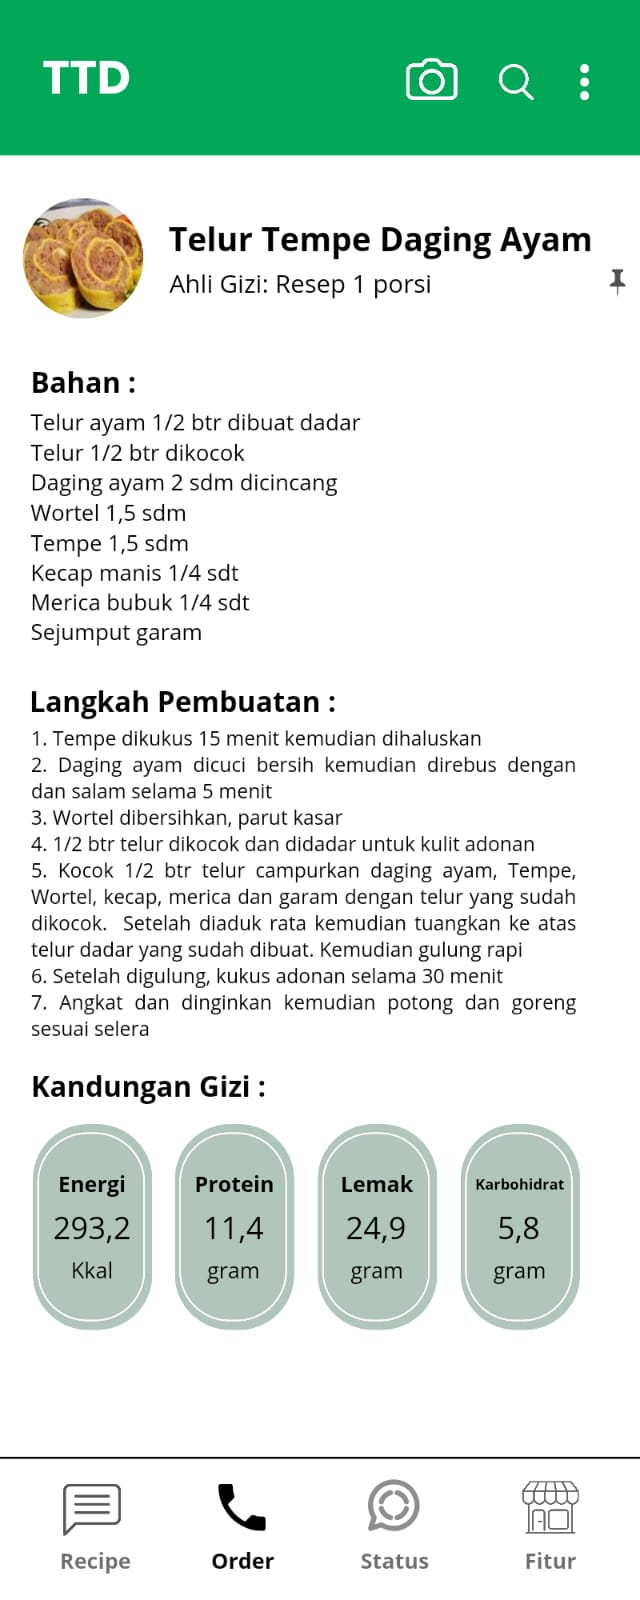 TTD
Telur Tempe Daging Ayam
Ahli Gizi: Resep 1 porsi
Bahan :
Telur ayam 1/2 btr dibuat dadar
Telur 1/2 btr dikocok
Daging ayam 2 sdm dicincang
Wortel 1,5 sdm
Tempe 1,5 sdm
Kecap manis 1/4 sdt
Merica bubuk 1/4 sdt
Sejumput garam
Langkah Pembuatan :
1. Tempe dikukus 15 menit kemudian dihaluskan
2. Daging ayam dicuci bersih kemudian direbus dengan
dan salam selama 5 menit
3. Wortel dibersihkan, parut kasar
4. 1/2 btr telur dikocok dan didadar untuk kulit adonan
5. Kocok 1/2 btr telur campurkan daging ayam, Tempe,
Wortel, kecap, merica dan garam dengan telur yang sudah
dikocok. Setelah diaduk rata kemudian tuangkan ke atas
telur dadar yang sudah dibuat. Kemudian gulung rapi
6. Setelah digulung, kukus adonan selama 30 menit
7. Angkat dan dinginkan kemudian potong dan goreng
sesuai selera
Kandungan Gizi :
Energi Protein Lemak Karbohidrat
293,2 11,4 24,9 5,8
Kkal gram gram gram
Recipe Order Status Fitur